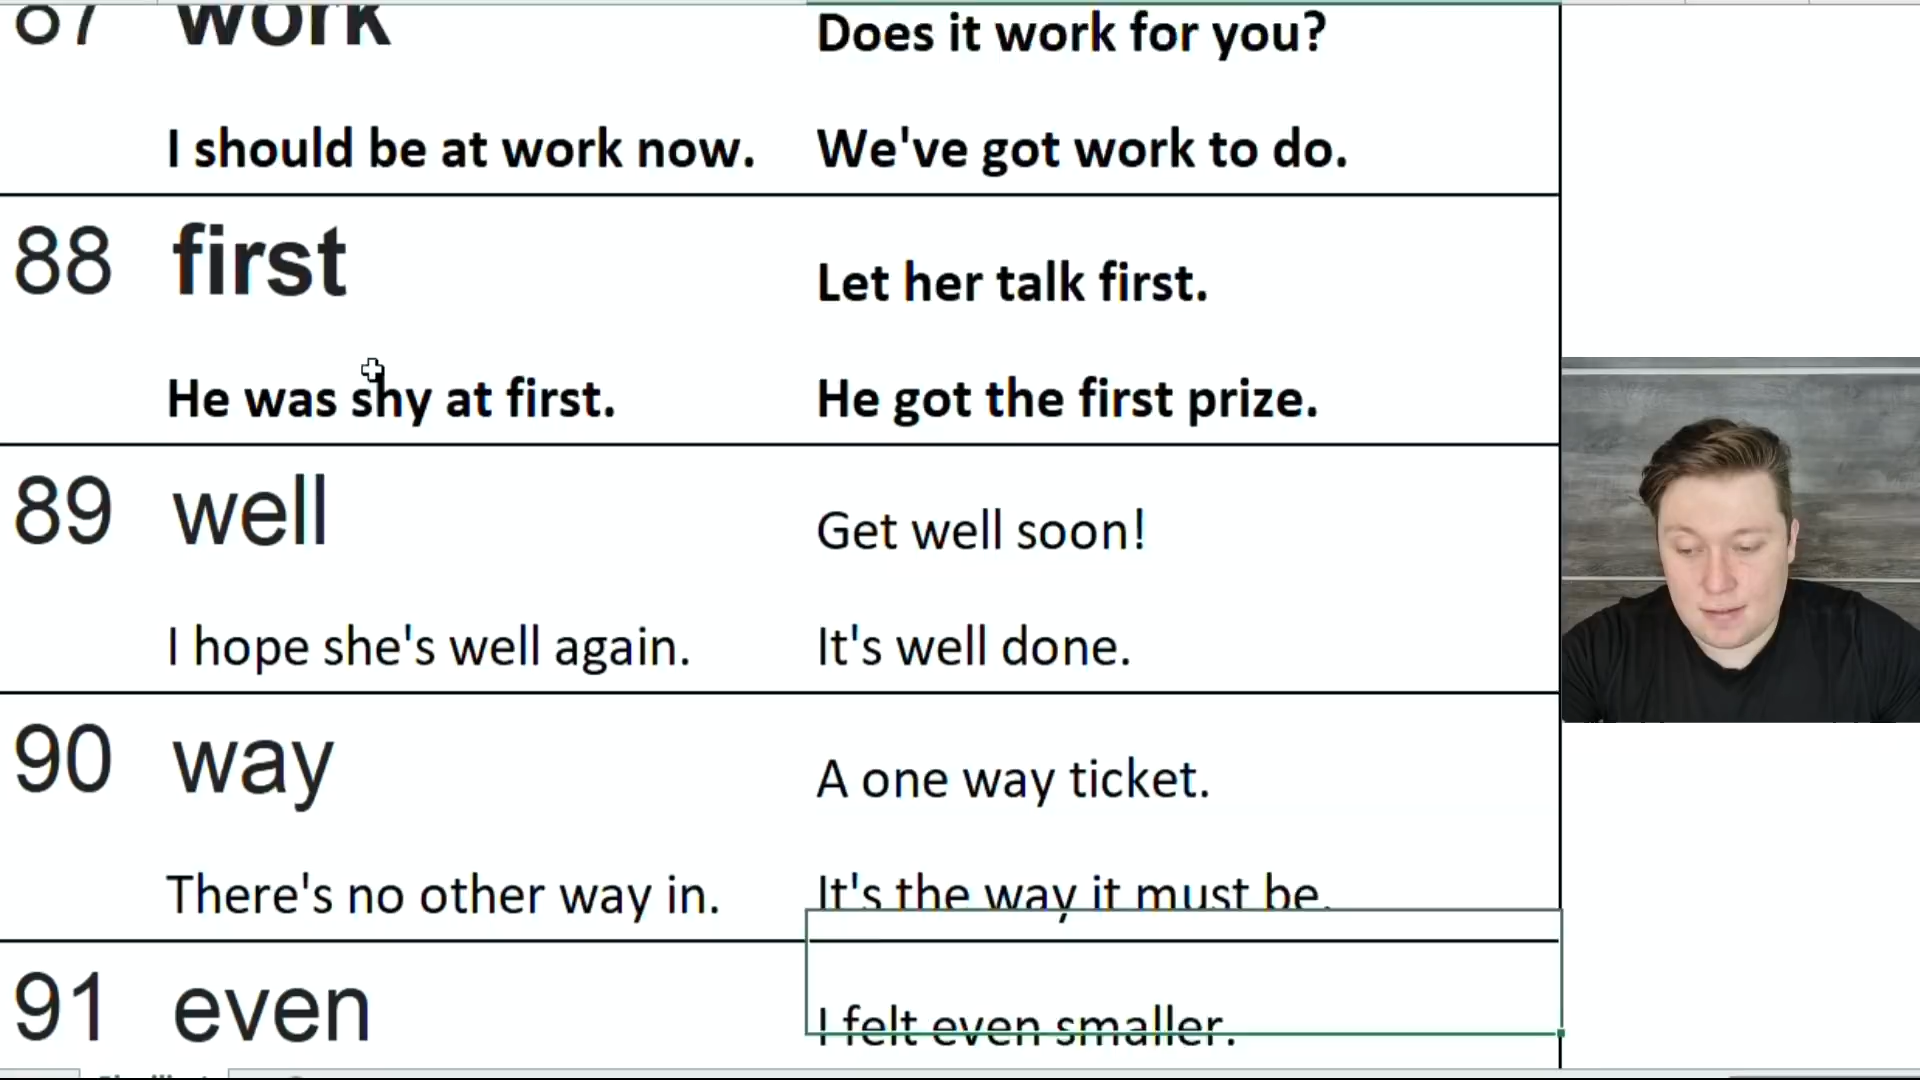 87 work
Does it work for you?
I should be at work now. We've got work to do.
88 first
Let her talk first.
He was shy at first. He got the first prize.
89 well
Get well soon!
I hope she's well again. It's well done.
90 way
A one way ticket.
There's no other way in. It's the way it must be.
91 even
I felt even smaller.